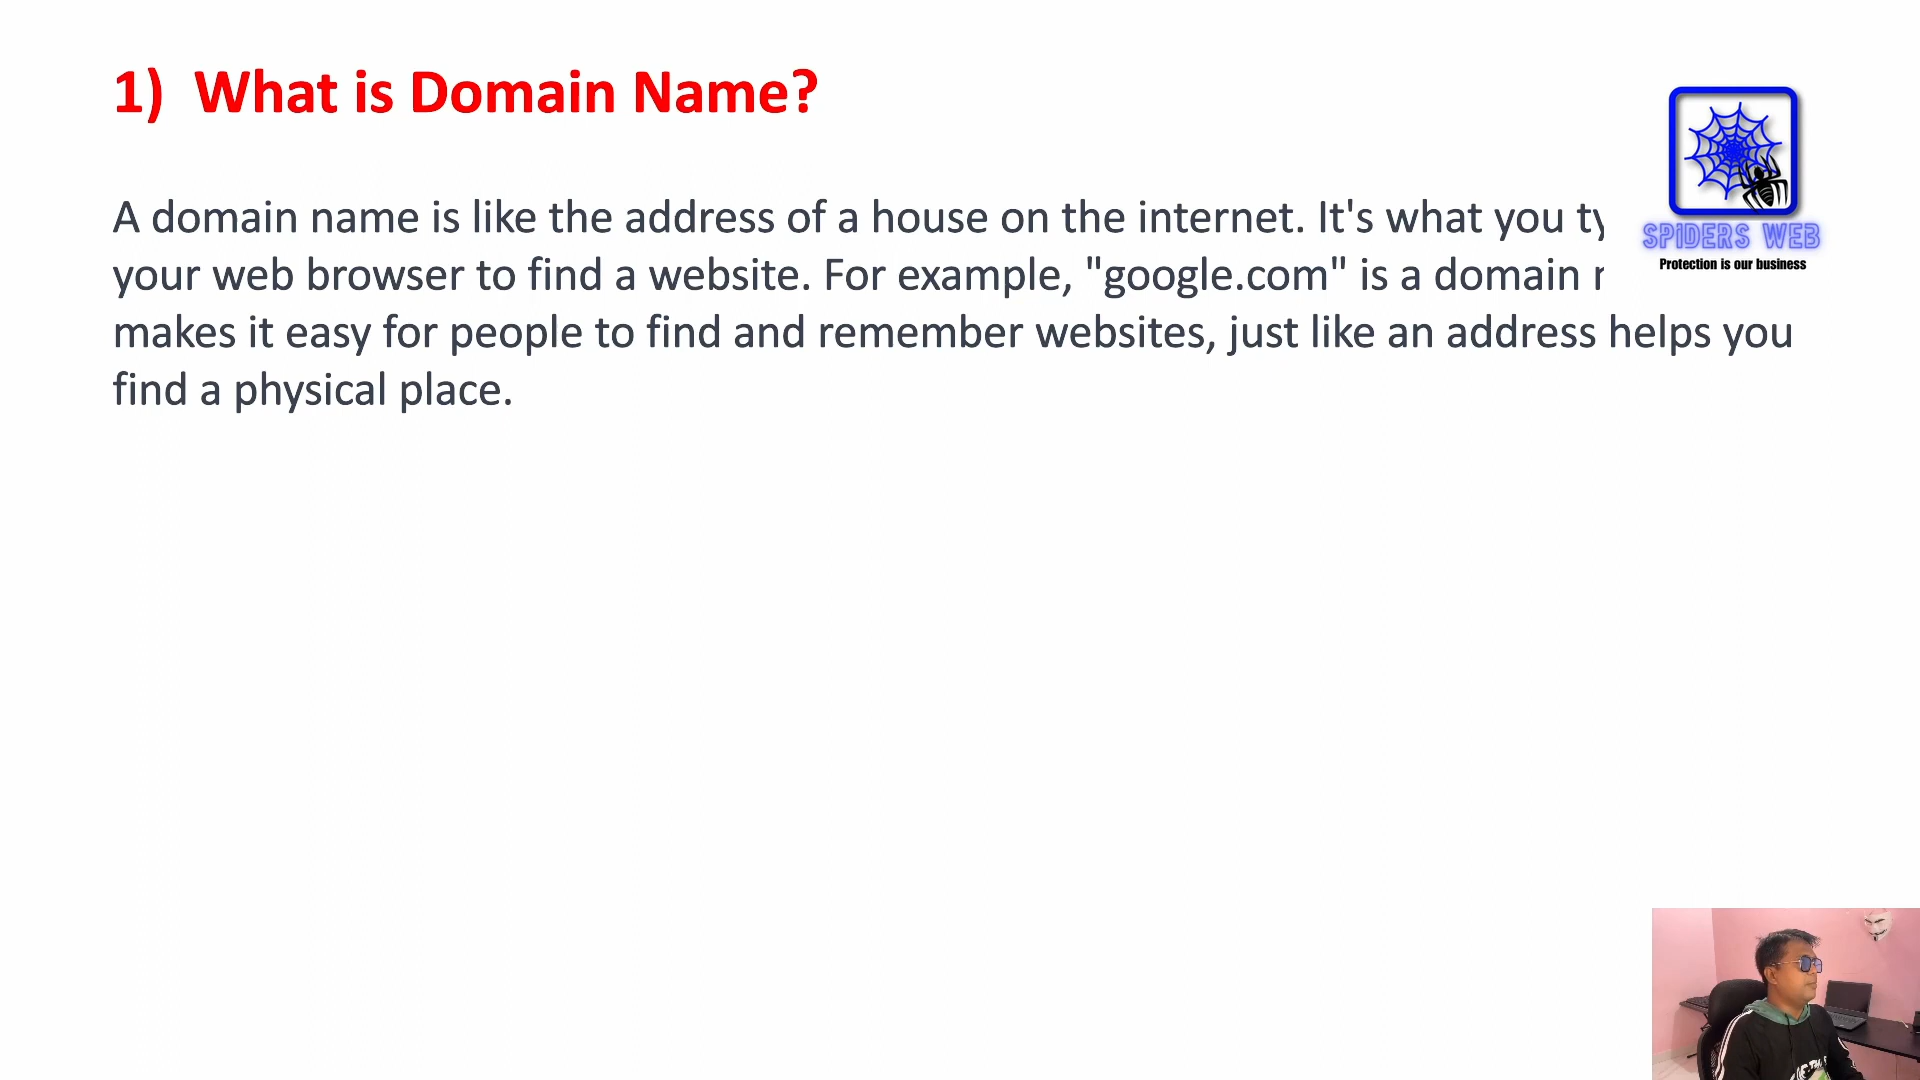 1) What is Domain Name?
A domain name is like the address of a house on the internet. It's what you
your web browser to find a website. For example, "google.com" is a domain
makes it easy for people to find and remember websites, just like an address helps you
find a physical place.
SPIDERS WEB
Protection is our business